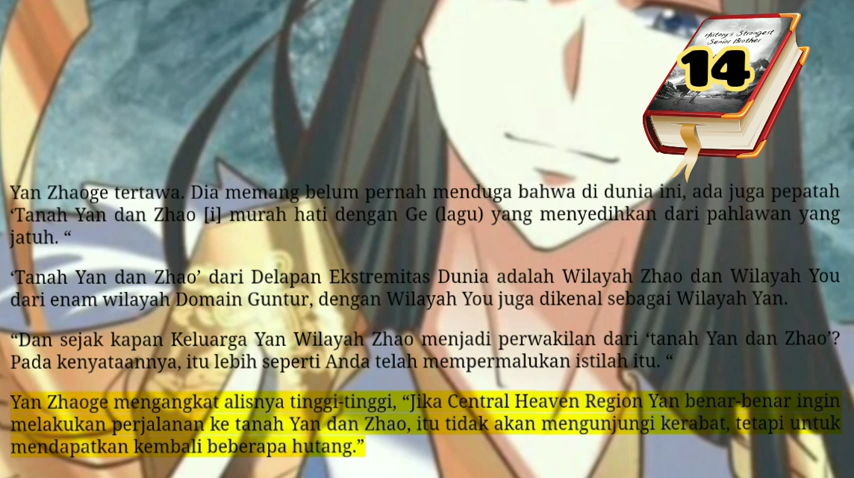 History's Strongest
Senior Brother
14
Yan Zhaoge tertawa. Dia memang belum pernah menduga bahwa di dunia ini, ada juga pepatah
‘Tanah Yan dan Zhao [i] murah hati dengan Ge (lagu) yang menyedihkan dari pahlawan yang
jatuh. “
‘Tanah Yan dan Zhao’ dari Delapan Ekstremitas Dunia adalah Wilayah Zhao dan Wilayah You
dari enam wilayah Domain Guntur, dengan Wilayah You juga dikenal sebagai Wilayah Yan.
“Dan sejak kapan Keluarga Yan Wilayah Zhao menjadi perwakilan dari ‘tanah Yan dan Zhao’?
Pada kenyataannya, itu lebih seperti Anda telah mempermalukan istilah itu. “
Yan Zhaoge mengangkat alisnya tinggi-tinggi, “Jika Central Heaven Region Yan benar-benar ingin
melakukan perjalanan ke tanah Yan dan Zhao, itu tidak akan mengunjungi kerabat, tetapi untuk
mendapatkan kembali beberapa hutang.”